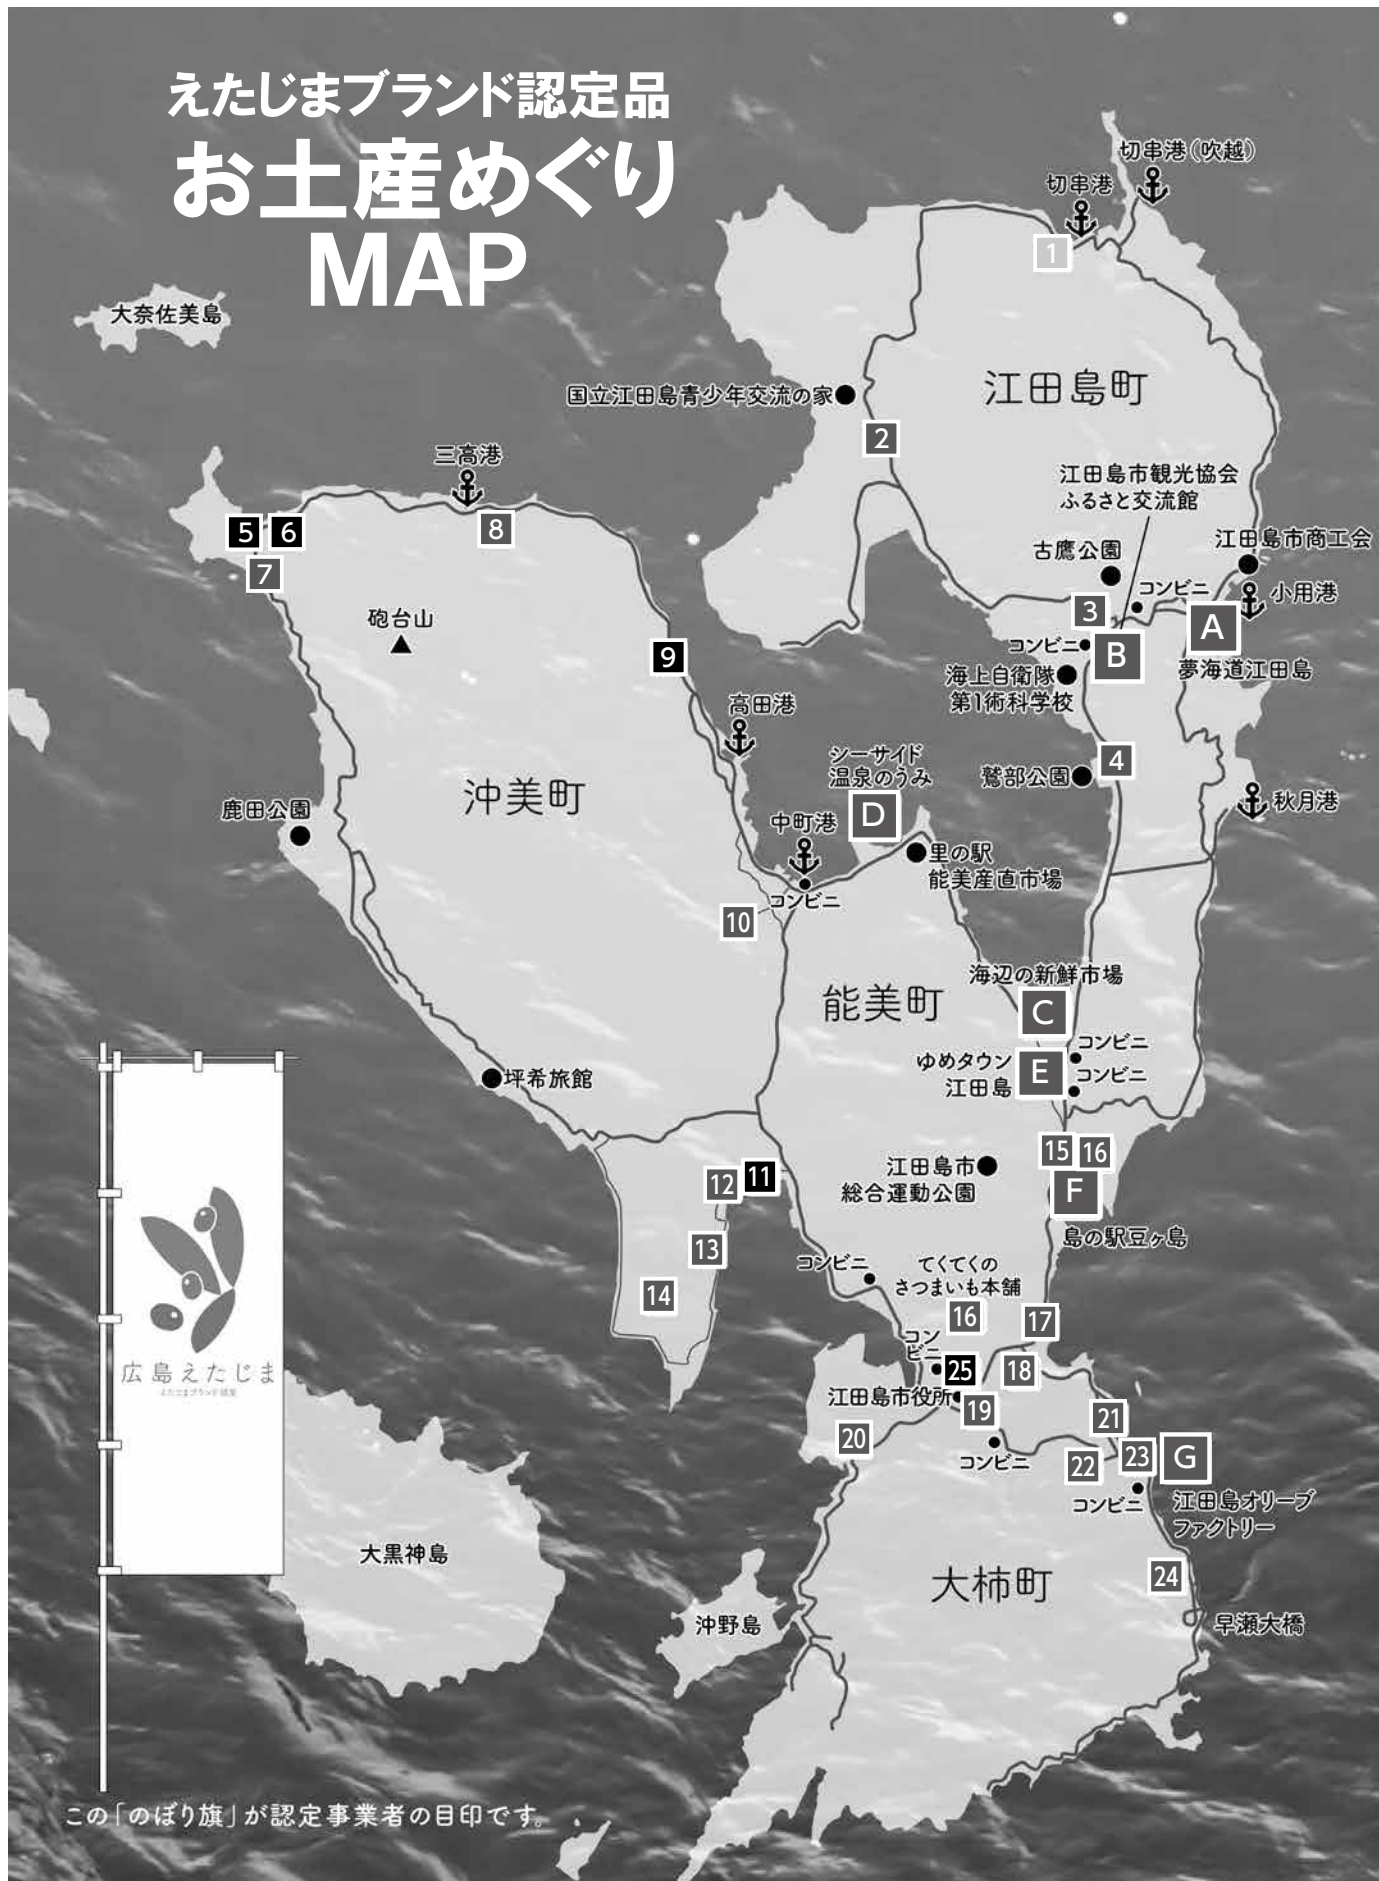 えたじまブランド認定品
お土産めぐり
MAP
切串港（吹越）
切串港
1
大奈佐美島
江田島町
国立江田島青少年交流の家
2
三高港
江田島市観光協会
ふるさと交流館
5
6
8
7
古鷹公園
江田島市商工会
コンビニ
小用港
3
A
砲台山
コンビニ
B
9
夢海道江田島
海上自衛隊
第1術科学校
高田港
シーサイド
温泉のうみ
4
鷲部公園
沖美町
鹿田公園
D
秋月港
中町港
里の駅
能美産直市場
コンビニ
10
海辺の新鮮市場
能美町
C
コンビニ
ゆめタウン
江田島
E
コンビニ
坪希旅館
15
16
江田島市
総合運動公園
12
11
F
島の駅豆ヶ島
13
コンビニ
てくてくの
さつまいも本舗
14
16
17
コン
ビニ
25
18
広島えたじま
えたじまブランド認定
江田島市役所
19
21
20
コンビニ
22
23
G
コンビニ
江田島オリーブ
ファクトリー
大黒神島
24
大柿町
沖野島
早瀬大橋
この「のぼり旗」が認定事業者の目印です。